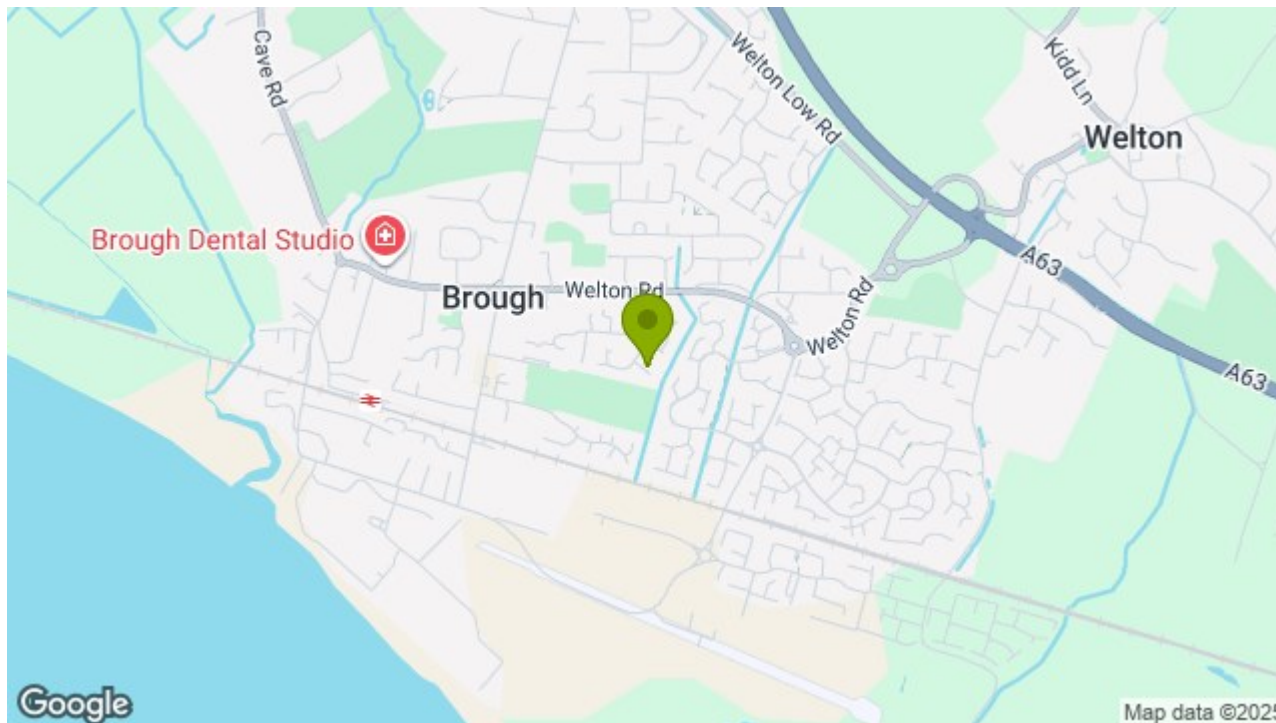 Cave Rd
Welton Low Rd
Kidd Ln
Welton
Brough Dental Studio
A63
Brough
Welton Rd
Welton Rd
A63
Google
Map data ©2025